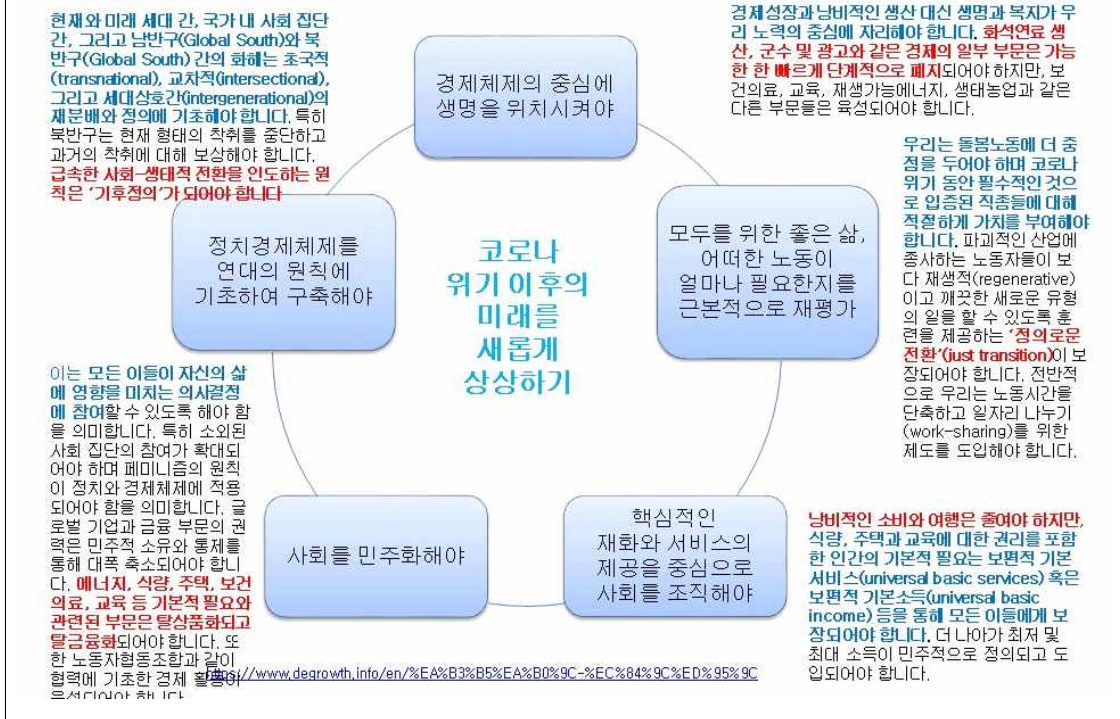 현재와 미래 세대 간, 국가 내 사회 집단
간, 그리고 남반구(Global South)와 북
반구(Global South) 간의 화해는 초국적
(transnational), 교차적(intersectional),
그리고 세대상호간(intergenerational)의
재분배와 정의에 기초해야 합니다. 특히
북반구는 현재 형태의 착취를 중단하고
과거의 착취에 대해 보상해야 합니다.
급속한 사회-생태적 전환을 인도하는 원
칙은 ‘기후정의’가 되어야 합니다
경제체제의 중심에
생명을 위치시켜야
경제성장과 낭비적인 생산 대신 생명과 복지가 우
리 노력의 중심에 자리해야 합니다. 화석연료 생
산, 군수 및 광고와 같은 경제의 일부 부문은 가능
한 한 빠르게 단계적으로 폐지되어야 하지만, 보
건의료, 교육, 재생가능에너지, 생태농업과 같은
다른 부문들은 육성되어야 합니다.
정치경제체제를
연대의 원칙에
기초하여 구축해야
코로나
위기 이후의
미래를
새롭게
상상하기
모두를 위한 좋은 삶,
어떠한 노동이
얼마나 필요한지를
근본적으로 재평가
우리는 돌봄노동에 더 중
점을 두어야 하며 코로나
위기 동안 필수적인 것으
로 입증된 직종들에 대해
적절하게 가치를 부여해야
합니다. 파괴적인 산업에
종사하는 노동자들이 보
다 재생적(regenerative)
이고 깨끗한 새로운 유형
의 일을 할 수 있도록 훈
련을 제공하는 ‘정의로운
전환’(just transition)이 보
장되어야 합니다. 전반적
으로 우리는 노동시간을
단축하고 일자리 나누기
(work-sharing)를 위한
제도를 도입해야 합니다.
이는 모든 이들이 자신의 삶
에 영향을 미치는 의사결정
에 참여할 수 있도록 해야 함
을 의미합니다. 특히 소외된
사회 집단의 참여가 확대되
어야 하며 페미니즘의 원칙
이 정치와 경제체제에 적용
되어야 함을 의미합니다. 글
로벌 기업과 금융 부문의 권
력은 민주적 소유와 통제를
통해 대폭 축소되어야 합니
다. 에너지, 식량, 주택, 보건
의료, 교육 등 기본적 필요와
관련된 부문은 탈상품화되고
탈금융화되어야 합니다. 또
한 노동자협동조합과 같이
협력에 기초한 경제 활동이
육성되어야 합니다
사회를 민주화해야
핵심적인
재화와 서비스의
제공을 중심으로
사회를 조직해야
낭비적인 소비와 여행은 줄여야 하지만,
식량, 주택과 교육에 대한 권리를 포함
한 인간의 기본적 필요는 보편적 기본
서비스(universal basic services) 혹은
보편적 기본소득(universal basic
income) 등을 통해 모든 이들에게 보
장되어야 합니다. 더 나아가 최저 및
최대 소득이 민주적으로 정의되고 도
입되어야 합니다.
https://www.degrowth.info/en/%EA%B3%B5%EA%B0%9C-%EC%84%9C%ED%95%9C